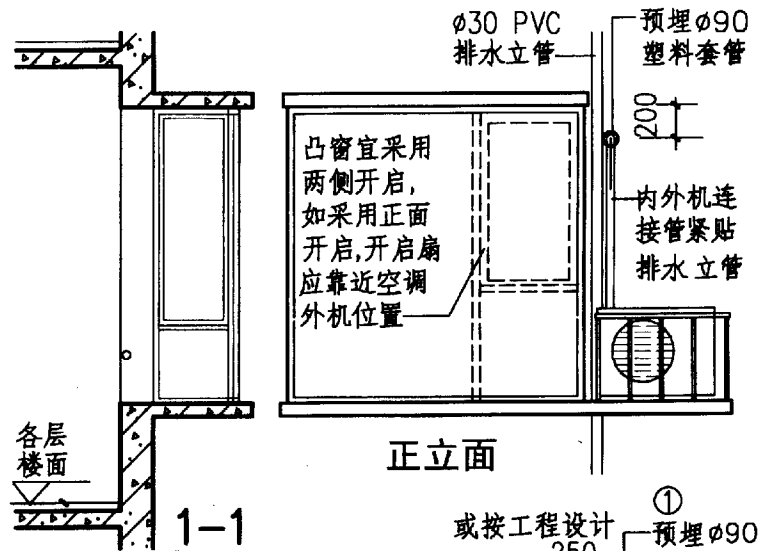 ø30 PVC
排水立管
预埋ø90
塑料套管
200
凸窗宜采用
两侧开启,
如采用正面
开启,开启扇
应靠近空调
外机位置
内外机连
接管紧贴
排水立管
各层
楼面
正立面
1-1
①
或按工程设计
250
预埋ø90